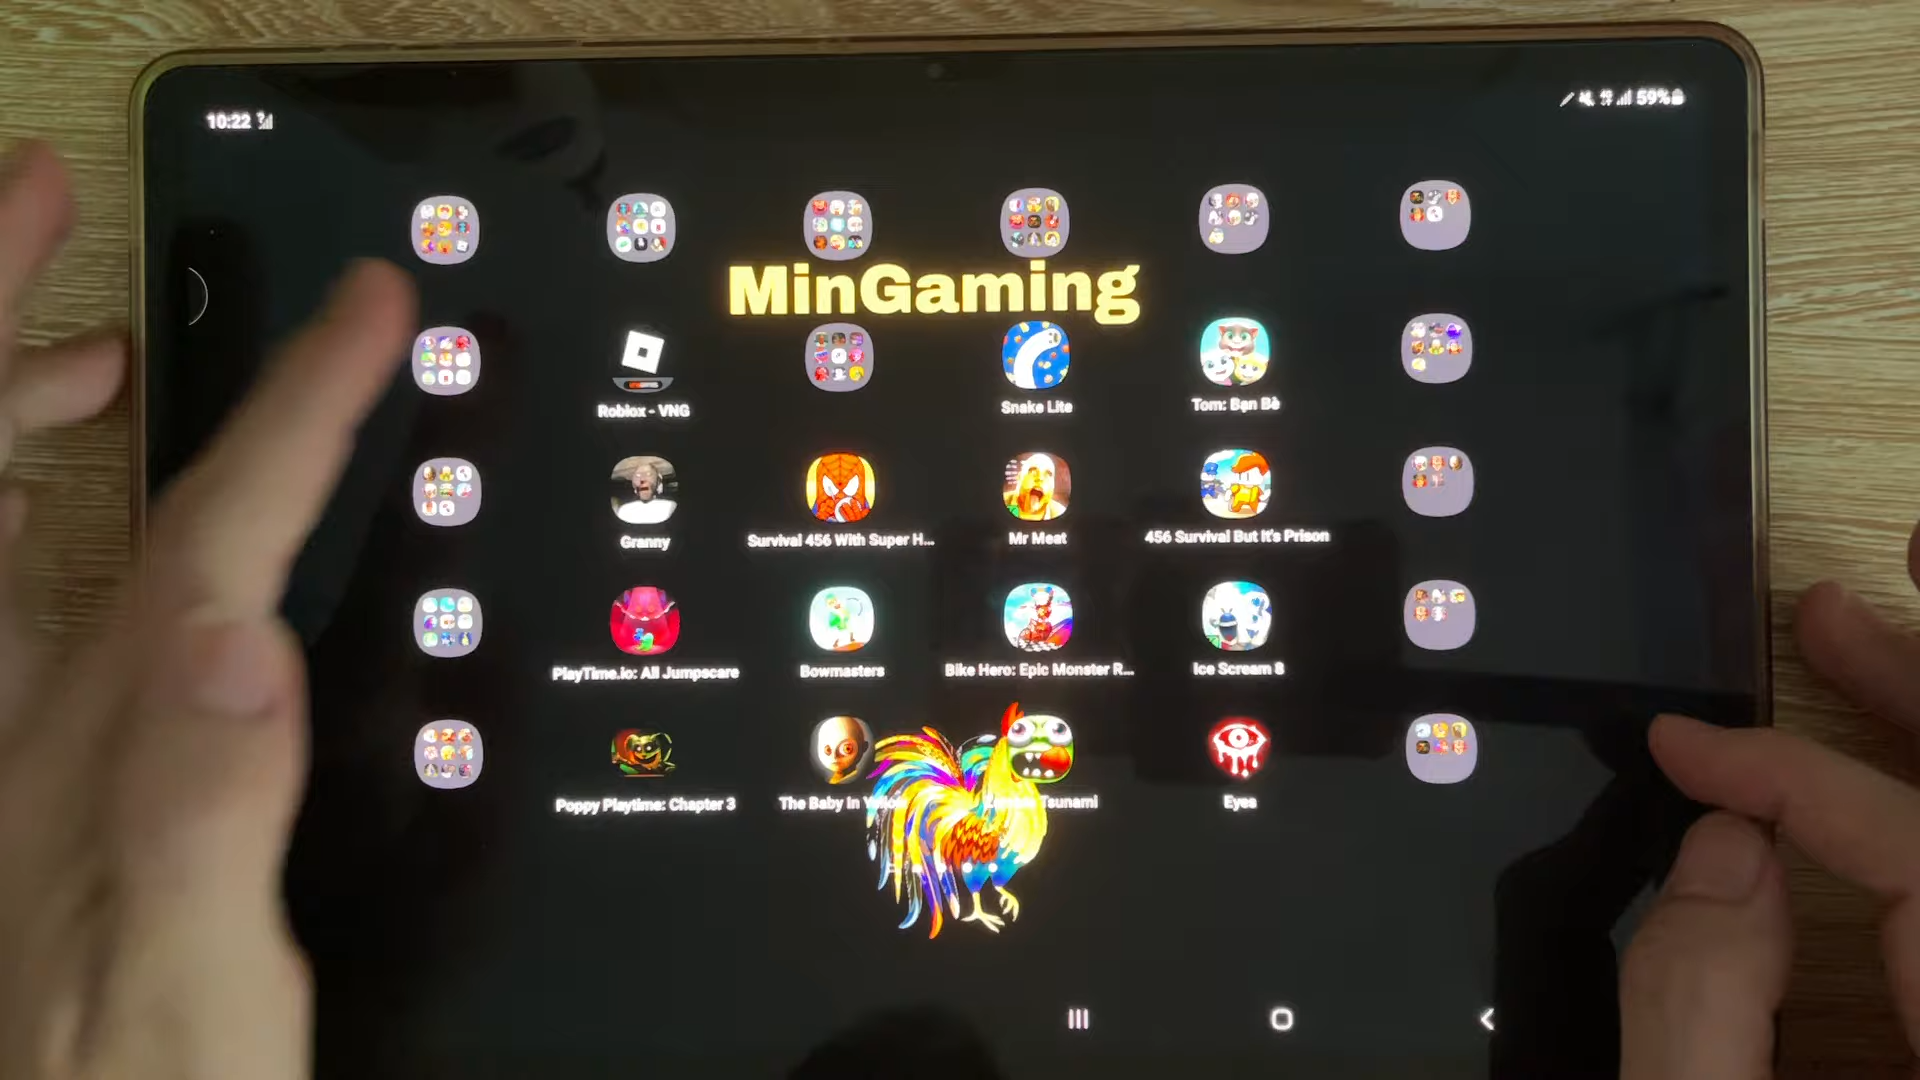 10:22
59%
MinGaming
Roblox - VNG
Snake Lite
Tom: Bạn Bè
Granny
Survival 456 With Super H...
Mr Meat
456 Survival But It's Prison
PlayTime.io: All Jumpscare
Bowmasters
Bike Hero: Epic Monster R...
Ice Scream 8
Poppy Playtime: Chapter 3
The Baby In Yellow
Tsunami
Eyes